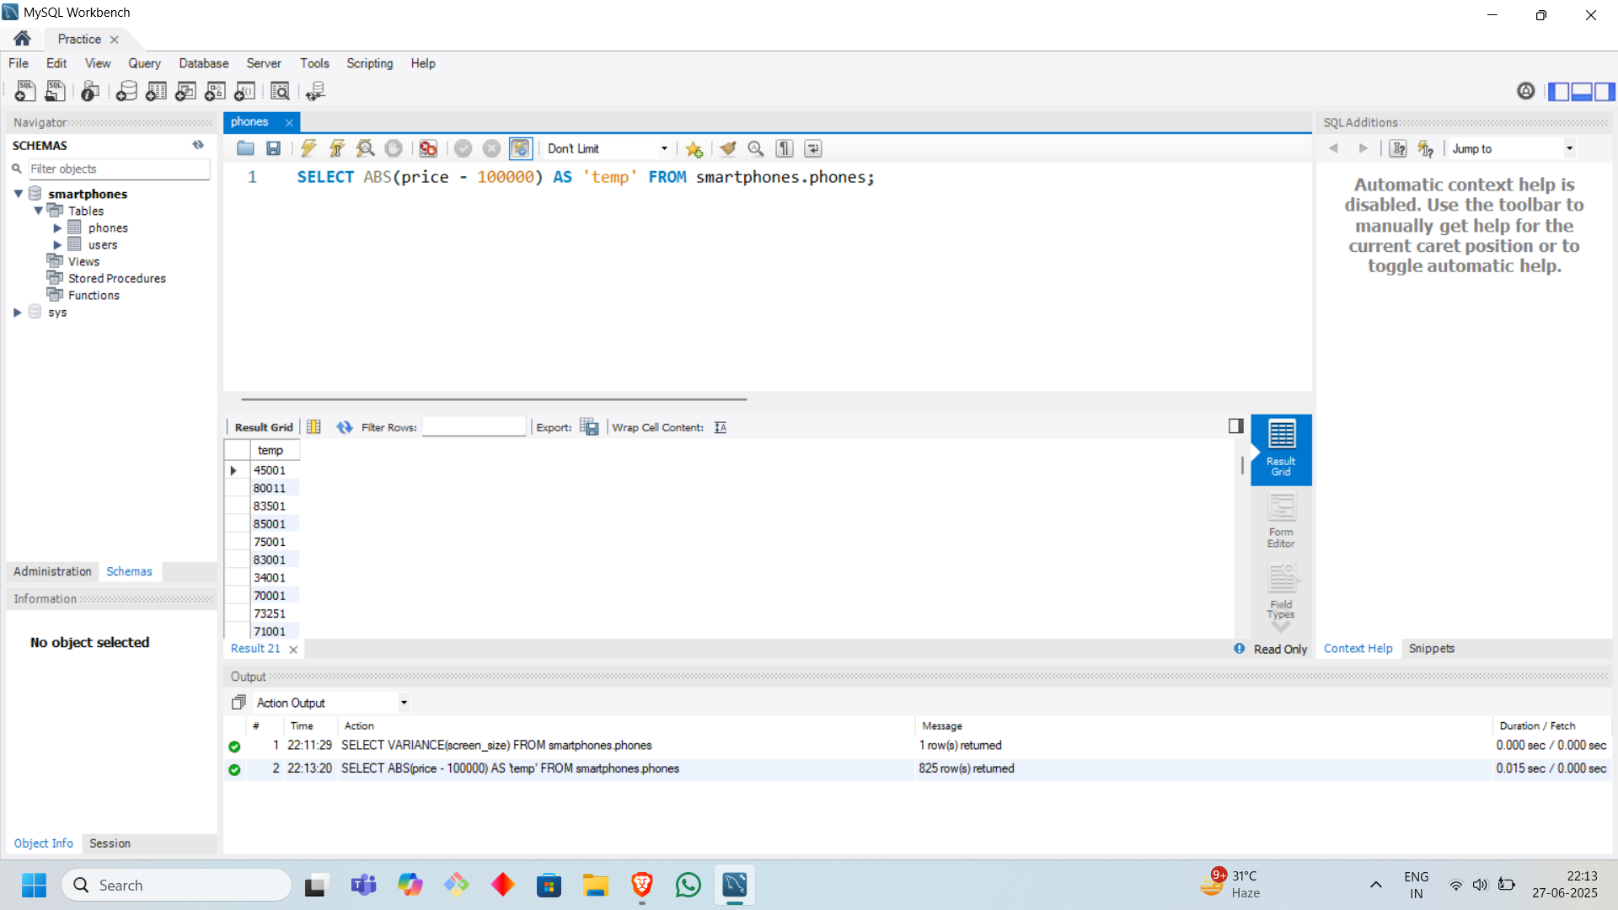 MySQL Workbench
Practice
File Edit View Query Database Server Tools Scripting Help
Navigator
SCHEMAS
Filter objects
smartphones
Tables
phones
users
Views
Stored Procedures
Functions
sys
Administration Schemas
Information
No object selected
Object Info Session
phones
Don't Limit
1 SELECT ABS(price - 100000) AS 'temp' FROM smartphones.phones;
Result Grid Filter Rows: Export: Wrap Cell Content:
temp
45001
80011
83501
85001
75001
83001
34001
70001
73251
71001
Result Grid
Form Editor
Field Types
Result 21
Read Only
SQLAdditions
Jump to
Automatic context help is
disabled. Use the toolbar to
manually get help for the
current caret position or to
toggle automatic help.
Context Help Snippets
Output
Action Output
# Time Action Message Duration / Fetch
1 22:11:29 SELECT VARIANCE(screen_size) FROM smartphones.phones 1 row(s) returned 0.000 sec / 0.000 sec
2 22:13:20 SELECT ABS(price - 100000) AS 'temp' FROM smartphones.phones 825 row(s) returned 0.015 sec / 0.000 sec
Search
9+
31°C
Haze
ENG
IN
22:13
27-06-2025